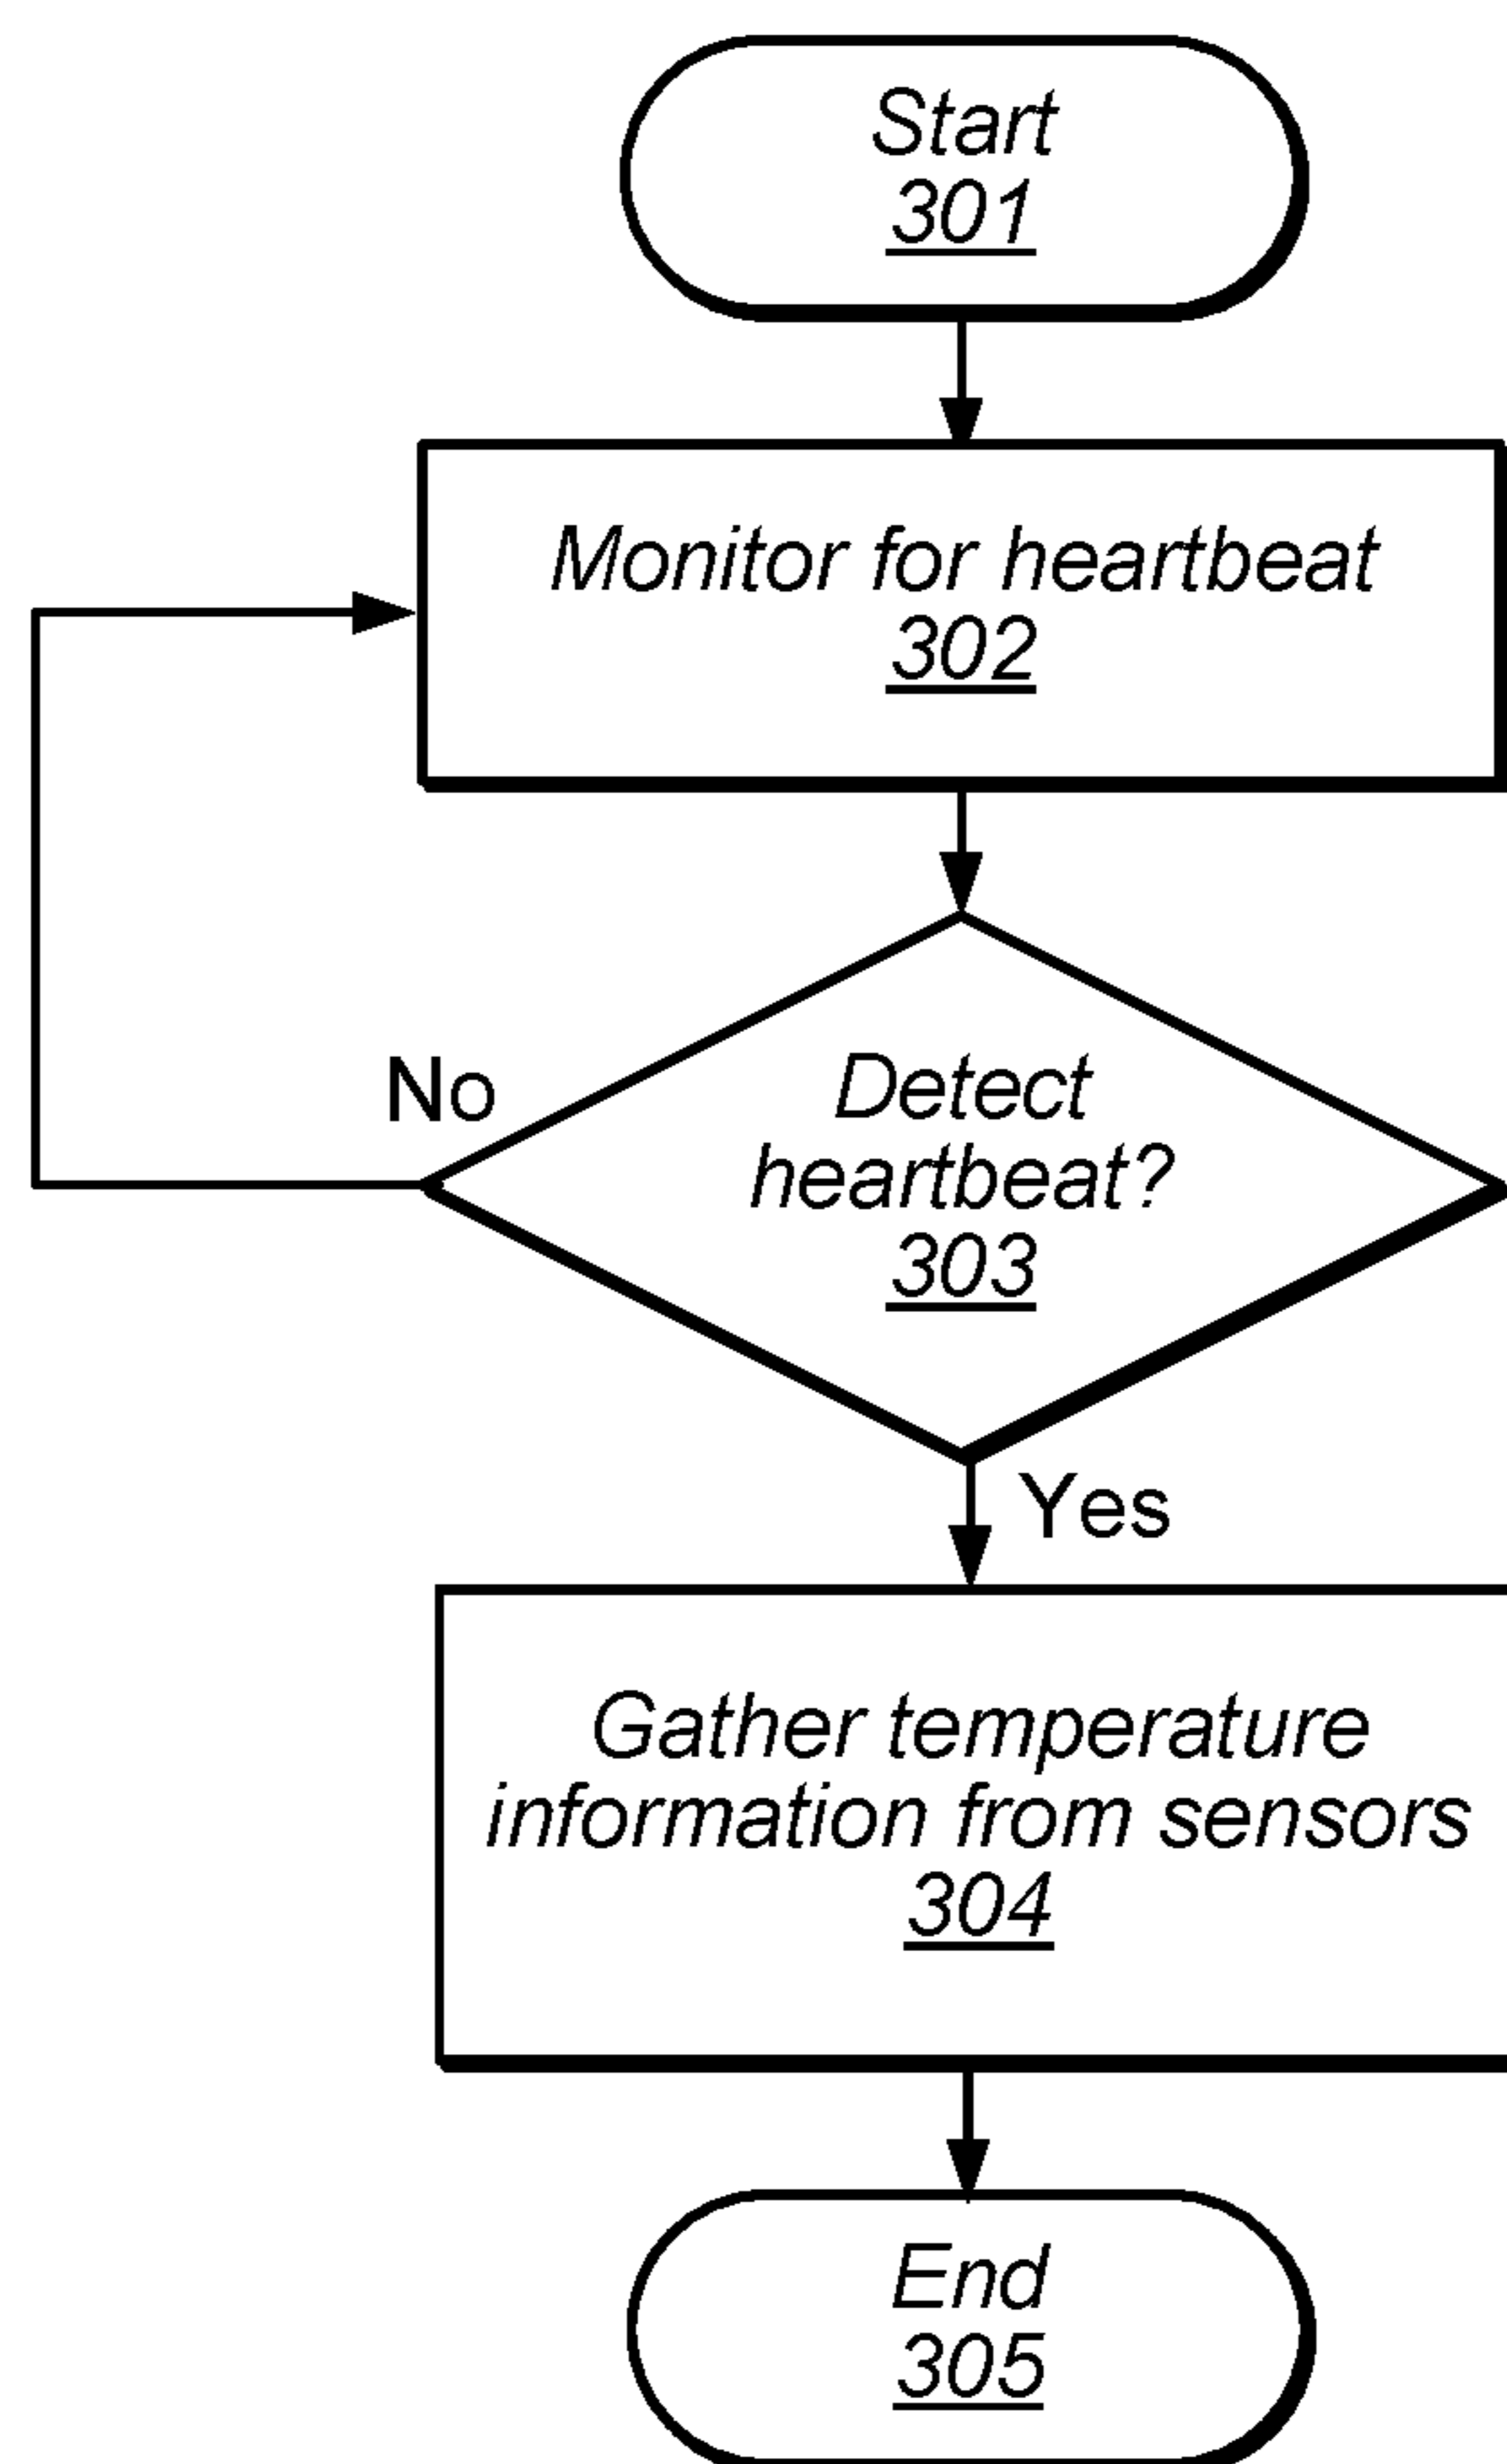 Start
301
Monitor for heartbeat
302
No
Detect
heartbeat?
303
Yes
Gather temperature
information from sensors
304
End
305